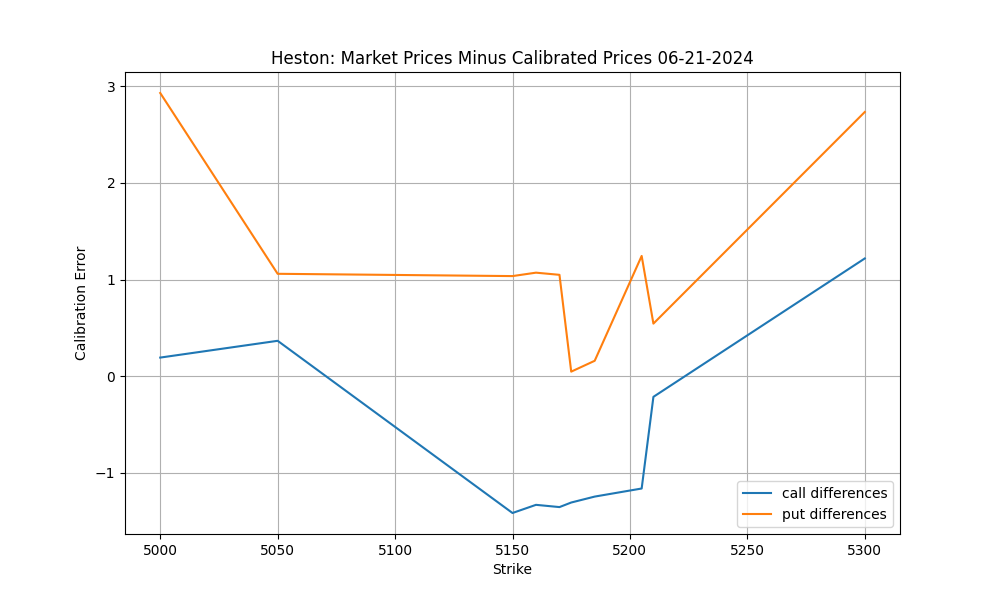 Heston: Market Prices Minus Calibrated Prices 06-21-2024
Calibration Error
3
2
1
0
−1
call differences
put differences
5000 5050 5100 5150 5200 5250 5300
Strike